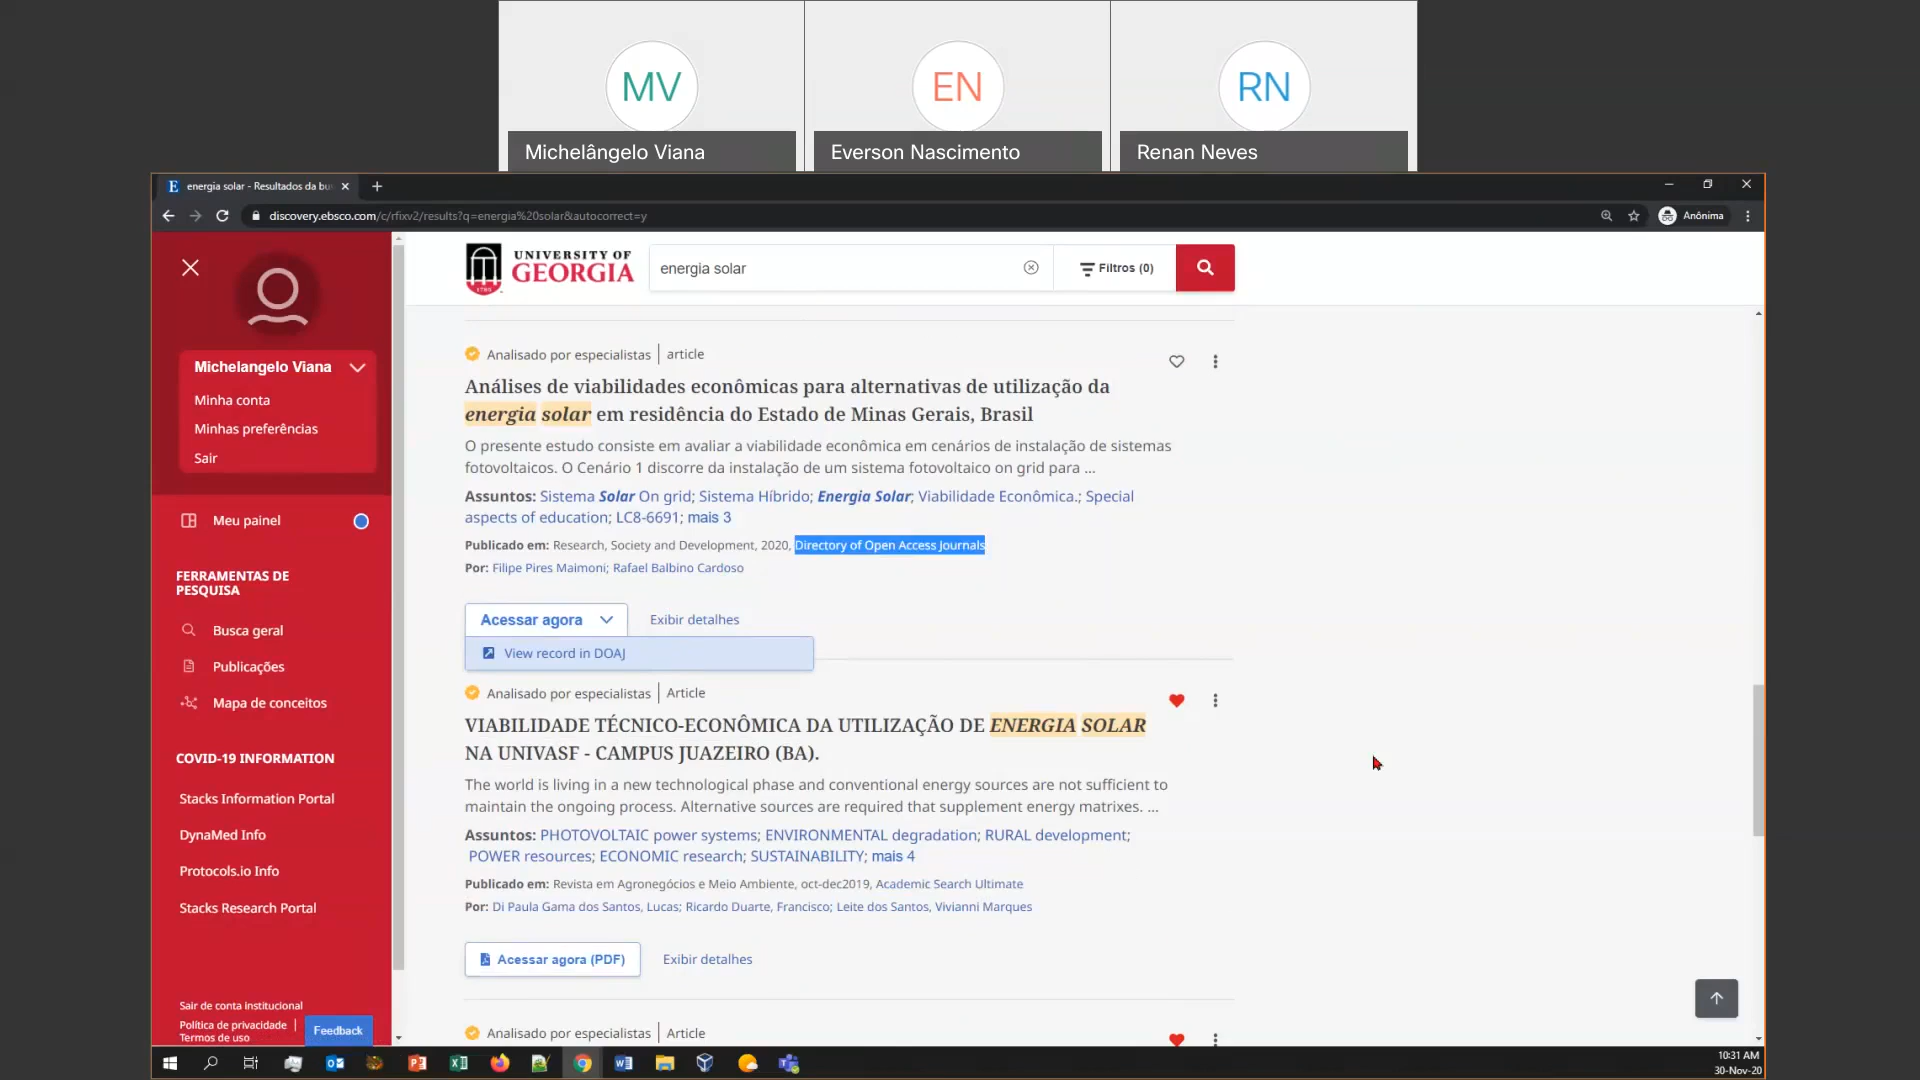 MV
EN
RN
Michelângelo Viana
Everson Nascimento
Renan Neves
energia solar - Resultados da bu
discovery.ebsco.com/c/rfixv2/results?q=energia%20solar&autocorrect=y
Anônima
Michelangelo Viana
Minha conta
Minhas preferências
Sair
Meu painel
FERRAMENTAS DE
PESQUISA
Busca geral
Publicações
Mapa de conceitos
COVID-19 INFORMATION
Stacks Information Portal
DynaMed Info
Protocols.io Info
Stacks Research Portal
Sair de conta institucional
Política de privacidade |
Termos de uso
Feedback
1785
UNIVERSITY OF
GEORGIA
energia solar
Filtros (0)
Analisado por especialistas | article
Análises de viabilidades econômicas para alternativas de utilização da
energia solar em residência do Estado de Minas Gerais, Brasil
O presente estudo consiste em avaliar a viabilidade econômica em cenários de instalação de sistemas
fotovoltaicos. O Cenário 1 discorre da instalação de um sistema fotovoltaico on grid para ...
Assuntos: Sistema Solar On grid; Sistema Híbrido; Energia Solar; Viabilidade Econômica.; Special
aspects of education; LC8-6691; mais 3
Publicado em: Research, Society and Development, 2020, Directory of Open Access Journals
Por: Filipe Pires Maimoni; Rafael Balbino Cardoso
Acessar agora
Exibir detalhes
View record in DOAJ
Analisado por especialistas | Article
VIABILIDADE TÉCNICO-ECONÔMICA DA UTILIZAÇÃO DE ENERGIA SOLAR
NA UNIVASF - CAMPUS JUAZEIRO (BA).
The world is living in a new technological phase and conventional energy sources are not sufficient to
maintain the ongoing process. Alternative sources are required that supplement energy matrixes. ...
Assuntos: PHOTOVOLTAIC power systems; ENVIRONMENTAL degradation; RURAL development;
POWER resources; ECONOMIC research; SUSTAINABILITY; mais 4
Publicado em: Revista em Agronegócios e Meio Ambiente, oct-dec2019, Academic Search Ultimate
Por: Di Paula Gama dos Santos, Lucas; Ricardo Duarte, Francisco; Leite dos Santos, Vivianni Marques
Acessar agora (PDF)
Exibir detalhes
Analisado por especialistas | Article
10:31 AM
30-Nov-20